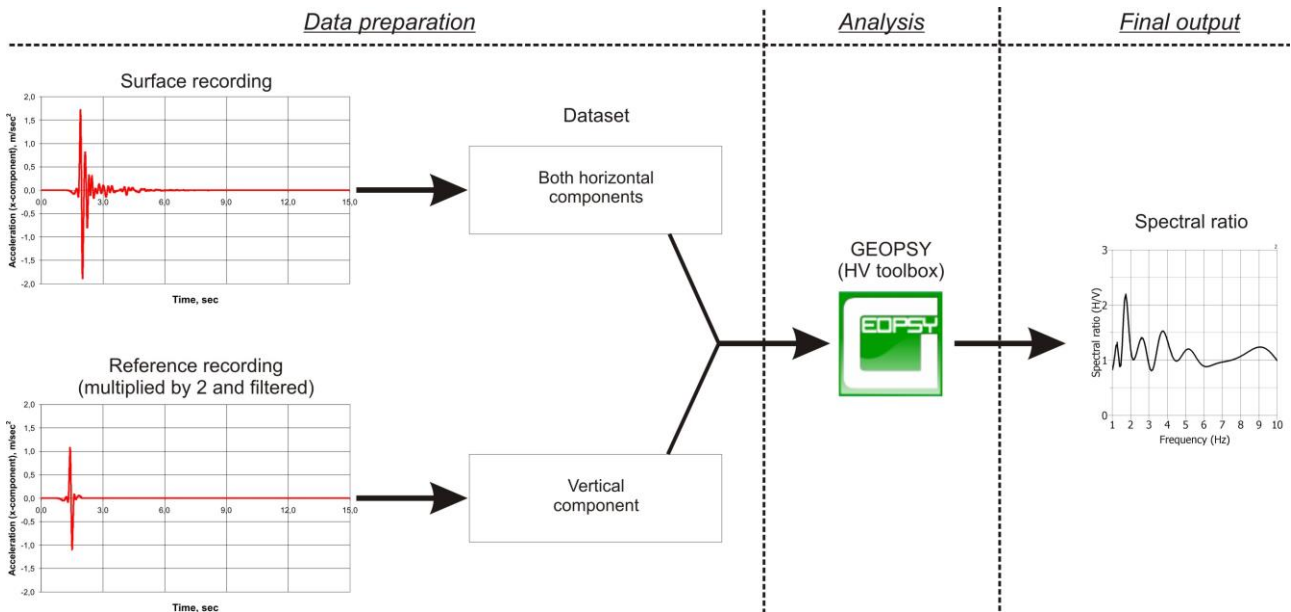 Data preparation
Analysis
Final output
Surface recording
Acceleration (x-component), m/sec²
2,0
1,5
1,0
0,5
0,0
-0,5
-1,0
-1,5
-2,0
0,0 3,0 6,0 9,0 12,0 15,0
Time, sec
Dataset
Both horizontal
components
Reference recording
(multiplied by 2 and filtered)
Acceleration (x-component), m/sec²
2,0
1,5
1,0
0,5
0,0
-0,5
-1,0
-1,5
-2,0
0,0 3,0 6,0 9,0 12,0 15,0
Time, sec
Vertical
component
GEOPSY
(HV toolbox)
GEOPSY
Spectral ratio
Spectral ratio (H/V)
2
3
2
1
0
1 2 3 4 5 6 7 8 9 10
Frequency (Hz)